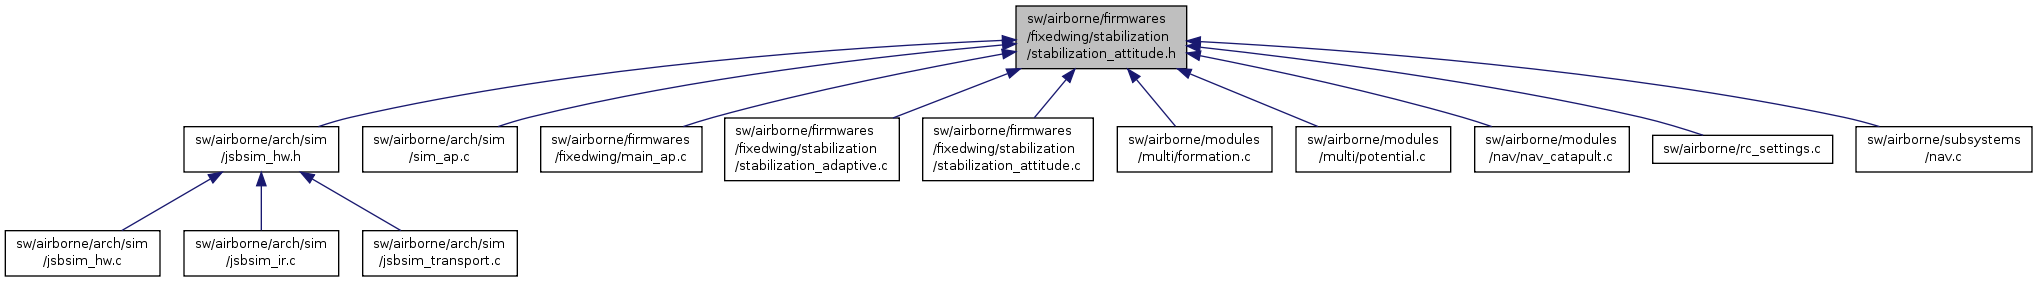 sw/airborne/firmwares
/fixedwing/stabilization
/stabilization_attitude.h
sw/airborne/arch/sim
/jsbsim_hw.h
sw/airborne/arch/sim
/sim_ap.c
sw/airborne/firmwares
/fixedwing/main_ap.c
sw/airborne/firmwares
/fixedwing/stabilization
/stabilization_adaptive.c
sw/airborne/firmwares
/fixedwing/stabilization
/stabilization_attitude.c
sw/airborne/modules
/multi/formation.c
sw/airborne/modules
/multi/potential.c
sw/airborne/modules
/nav/nav_catapult.c
sw/airborne/rc_settings.c
sw/airborne/subsystems
/nav.c
sw/airborne/arch/sim
/jsbsim_hw.c
sw/airborne/arch/sim
/jsbsim_ir.c
sw/airborne/arch/sim
/jsbsim_transport.c